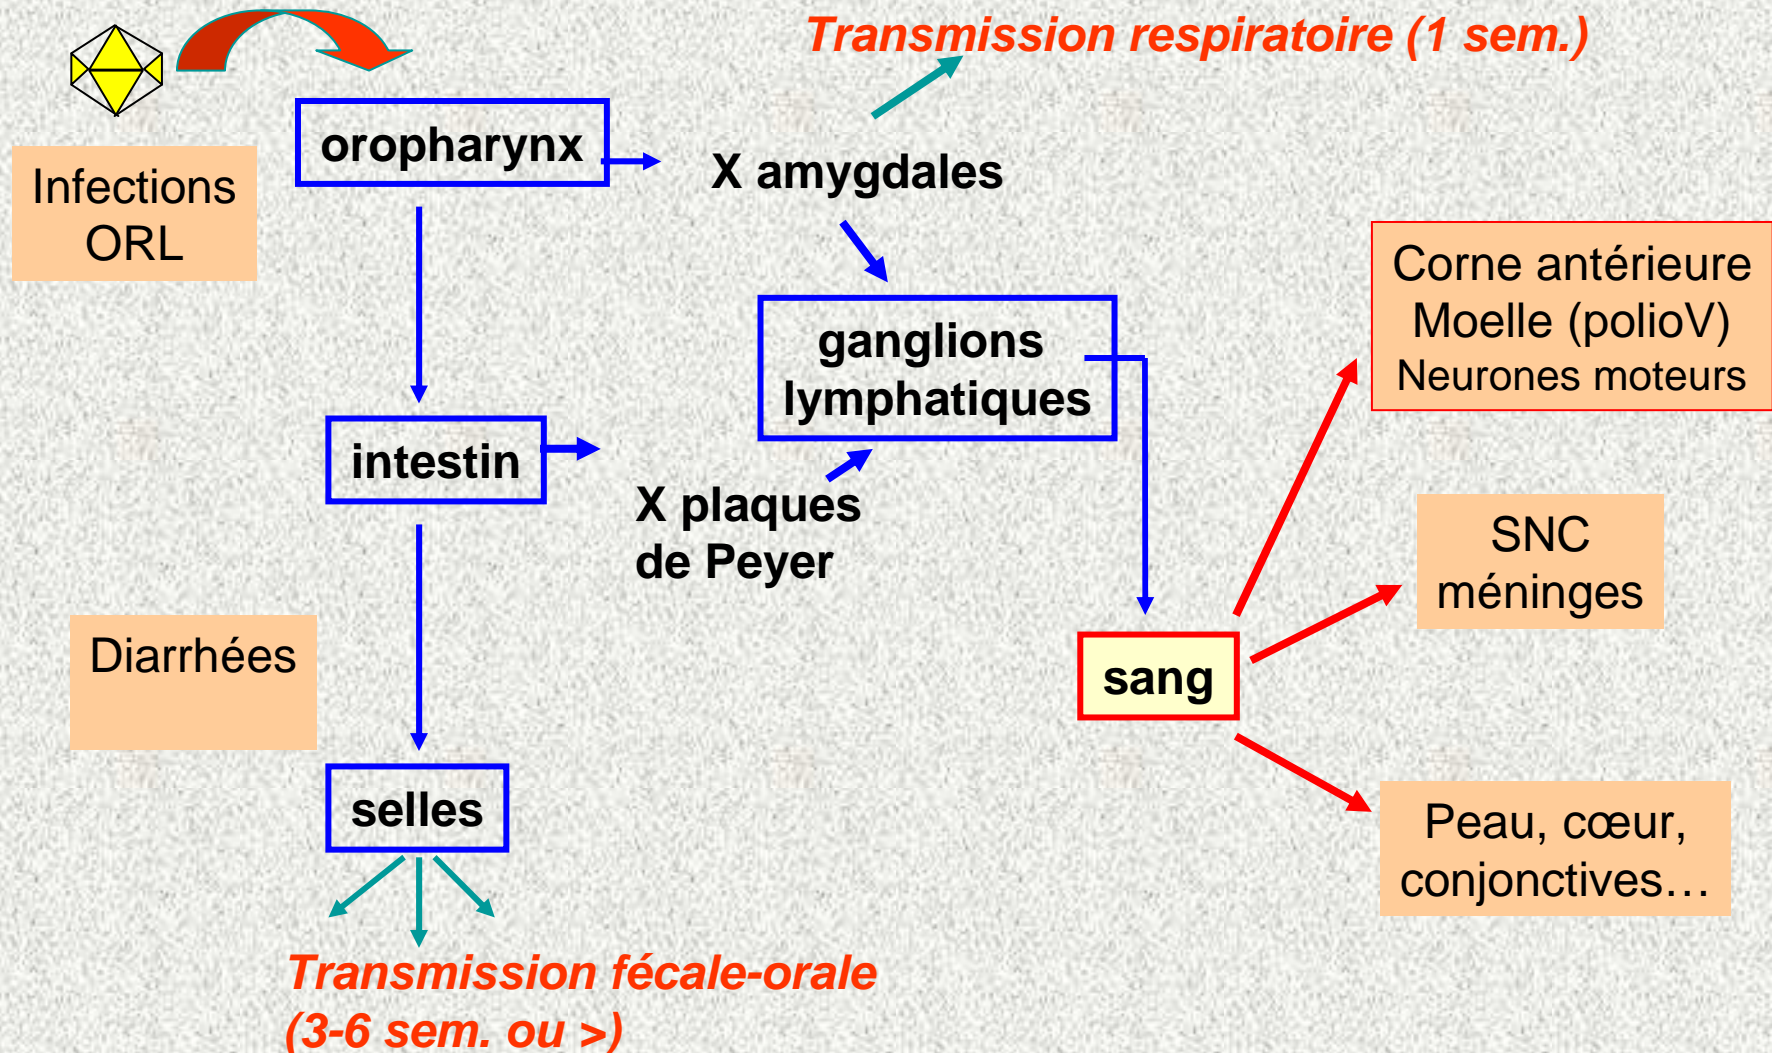 Transmission respiratoire (1 sem.)
oropharynx
X amygdales
Infections
ORL
Corne antérieure
Moelle (polioV)
Neurones moteurs
ganglions
lymphatiques
intestin
X plaques
de Peyer
SNC
méninges
Diarrhées
sang
selles
Peau, cœur,
conjonctives…
Transmission fécale-orale
(3-6 sem. ou >)